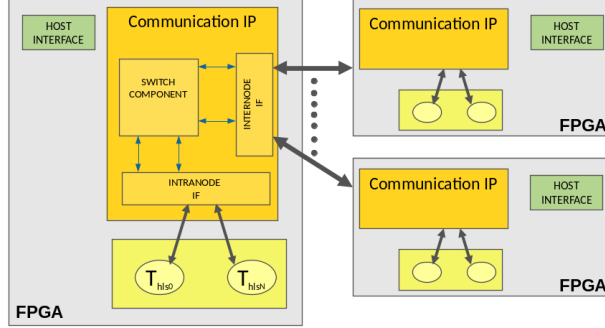 Communication IP
HOST
INTERFACE
SWITCH
COMPONENT
INTERNODE
IF
INTRANODE
IF
Thls0
ThlsN
FPGA
Communication IP
HOST
INTERFACE
FPGA
Communication IP
HOST
INTERFACE
FPGA